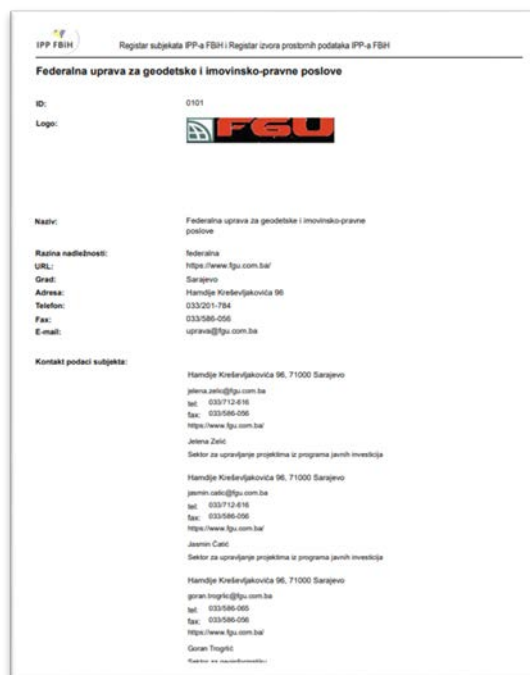 IPP FBiH
Registar subjekata IPP-a FBiH i Registar izvora prostornih podataka IPP-a FBiH
Federalna uprava za geodetske i imovinsko-pravne poslove
ID: 0101
Logo: FGU
Naziv: Federalna uprava za geodetske i imovinsko-pravne
poslove
Razina nadležnosti: federalna
URL: https://www.fgu.com.ba/
Grad: Sarajevo
Adresa: Hamdije Kreševljakovića 96
Telefon: 033/201-784
Fax: 033/586-056
E-mail: uprava@fgu.com.ba
Kontakt podaci subjekta:
Hamdije Kreševljakovića 96, 71000 Sarajevo
jelena.zelic@fgu.com.ba
tel: 033/712-616
fax: 033/586-056
https://www.fgu.com.ba/
Jelena Zelić
Sektor za upravljanje projektima iz programa javnih investicija
Hamdije Kreševljakovića 96, 71000 Sarajevo
jasmin.catic@fgu.com.ba
tel: 033/712-616
fax: 033/586-056
https://www.fgu.com.ba/
Jasmin Ćatić
Sektor za upravljanje projektima iz programa javnih investicija
Hamdije Kreševljakovića 96, 71000 Sarajevo
goran.trogrlic@fgu.com.ba
tel: 033/586-065
fax: 033/586-056
https://www.fgu.com.ba/
Goran Trogrlić
Sektor za geoinformatiku